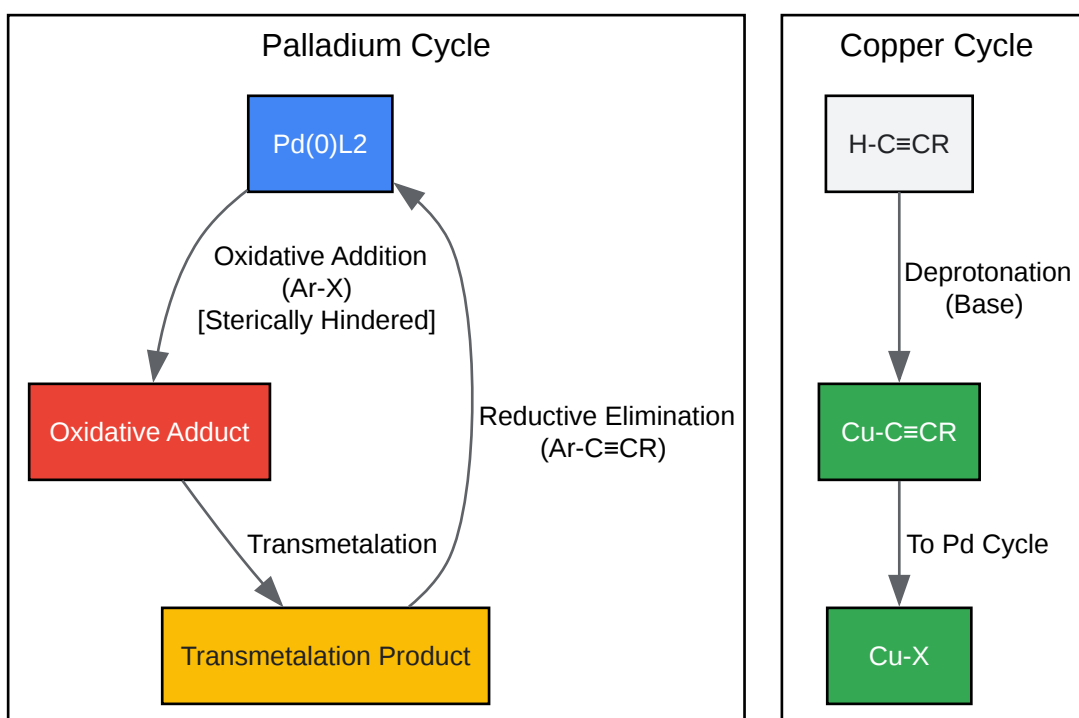 Palladium Cycle
Pd(0)L2
Oxidative Addition
(Ar-X)
[Sterically Hindered]
Oxidative Adduct
Reductive Elimination
(Ar-C≡CR)
Transmetalation
Transmetalation Product
Copper Cycle
H-C≡CR
Deprotonation
(Base)
Cu-C≡CR
To Pd Cycle
Cu-X